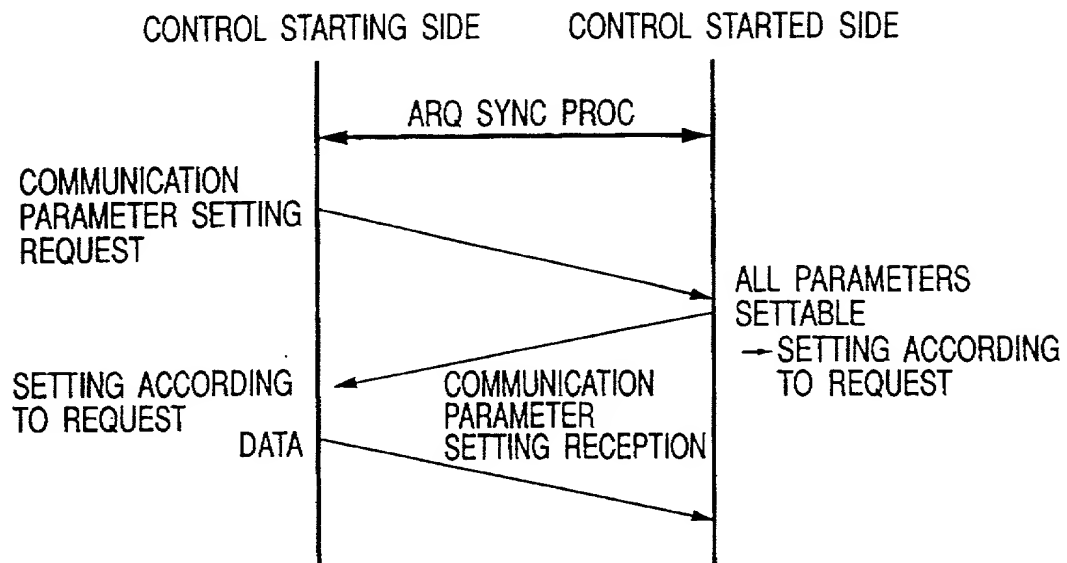 CONTROL STARTING SIDE
CONTROL STARTED SIDE
ARQ SYNC PROC
COMMUNICATION
PARAMETER SETTING
REQUEST
ALL PARAMETERS
SETTABLE
→ SETTING ACCORDING
TO REQUEST
SETTING ACCORDING
TO REQUEST
COMMUNICATION
PARAMETER
SETTING RECEPTION
DATA